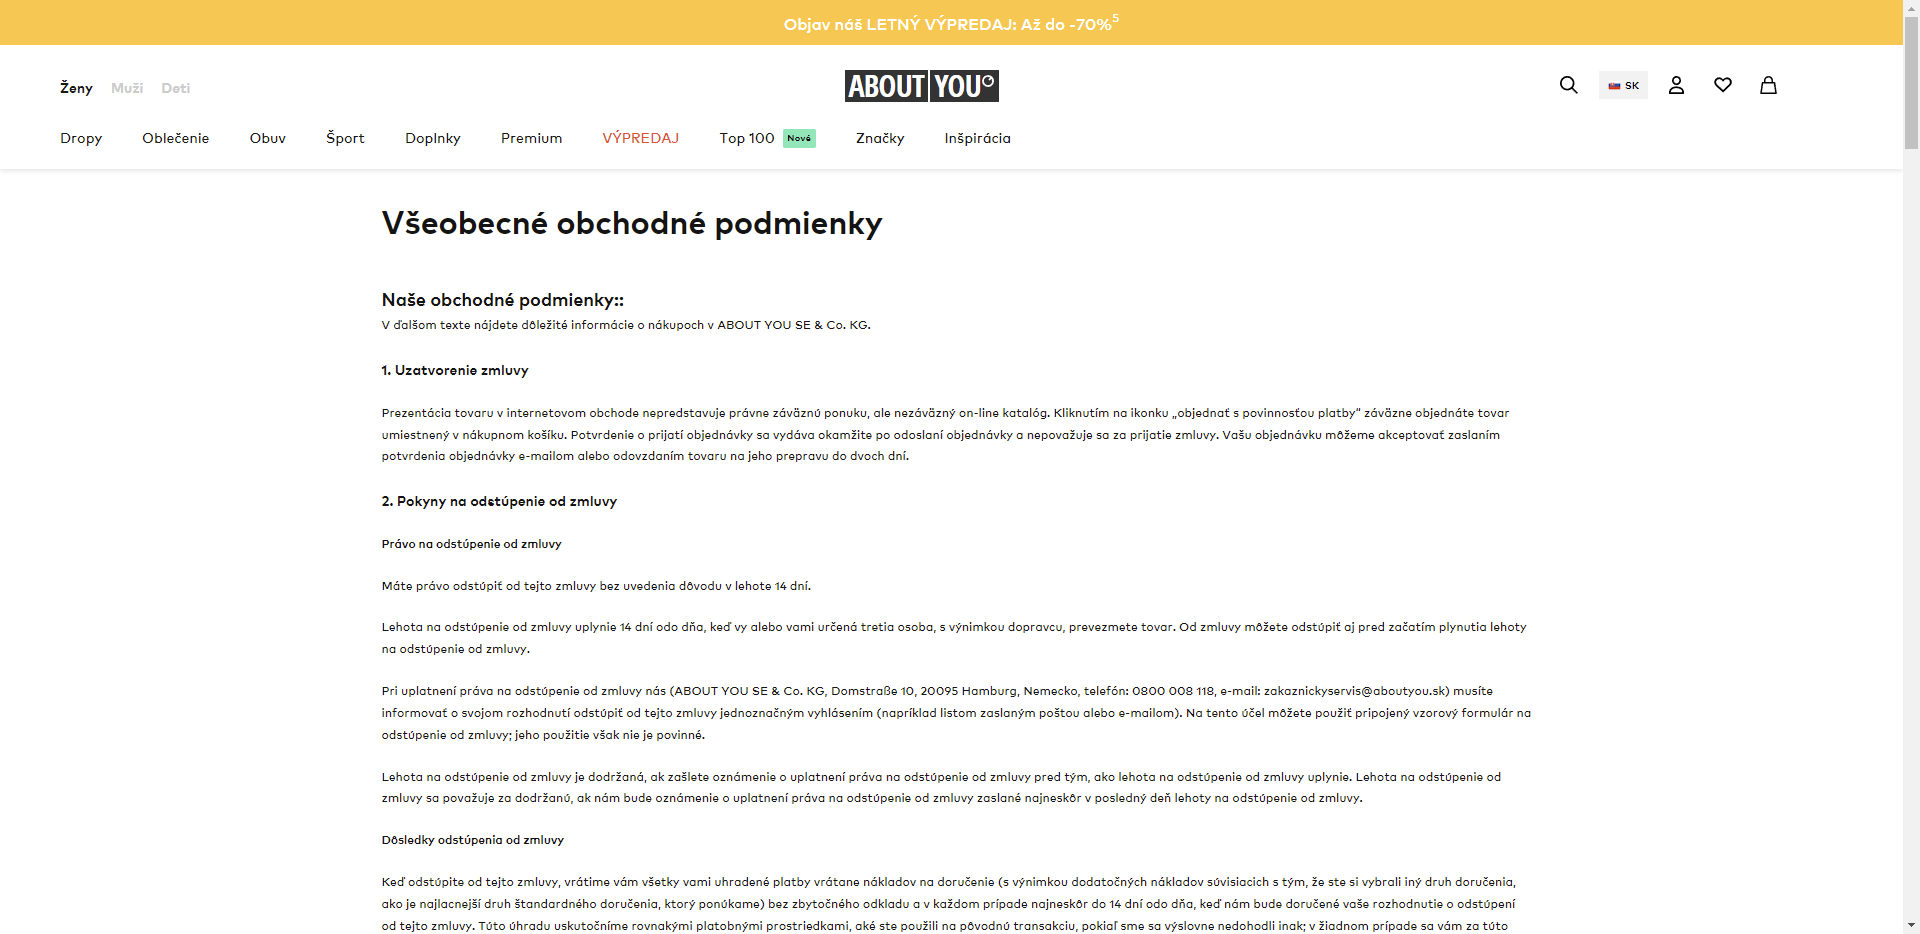 Objav náš LETNÝ VÝPREDAJ: Až do -70%5
Ženy Muži Deti
ABOUT YOU
SK
Dropy Oblečenie Obuv Šport Doplnky Premium VÝPREDAJ Top 100 Nové Značky Inšpirácia
Všeobecné obchodné podmienky
Naše obchodné podmienky::
V ďalšom texte nájdete dôležité informácie o nákupoch v ABOUT YOU SE & Co. KG.
1. Uzatvorenie zmluvy
Prezentácia tovaru v internetovom obchode nepredstavuje právne záväznú ponuku, ale nezáväzný on-line katalóg. Kliknutím na ikonku „objednať s povinnosťou platby“ záväzne objednáte tovar
umiestnený v nákupnom košíku. Potvrdenie o prijatí objednávky sa vydáva okamžite po odoslaní objednávky a nepovažuje sa za prijatie zmluvy. Vašu objednávku môžeme akceptovať zaslaním
potvrdenia objednávky e-mailom alebo odovzdaním tovaru na jeho prepravu do dvoch dní.
2. Pokyny na odstúpenie od zmluvy
Právo na odstúpenie od zmluvy
Máte právo odstúpiť od tejto zmluvy bez uvedenia dôvodu v lehote 14 dní.
Lehota na odstúpenie od zmluvy uplynie 14 dní odo dňa, keď vy alebo vami určená tretia osoba, s výnimkou dopravcu, prevezmete tovar. Od zmluvy môžete odstúpiť aj pred začatím plynutia lehoty
na odstúpenie od zmluvy.
Pri uplatnení práva na odstúpenie od zmluvy nás (ABOUT YOU SE & Co. KG, Domstraße 10, 20095 Hamburg, Nemecko, telefón: 0800 008 118, e-mail: zakaznickyservis@aboutyou.sk) musíte
informovať o svojom rozhodnutí odstúpiť od tejto zmluvy jednoznačným vyhlásením (napríklad listom zaslaným poštou alebo e-mailom). Na tento účel môžete použiť pripojený vzorový formulár na
odstúpenie od zmluvy; jeho použitie však nie je povinné.
Lehota na odstúpenie od zmluvy je dodržaná, ak zašlete oznámenie o uplatnení práva na odstúpenie od zmluvy pred tým, ako lehota na odstúpenie od zmluvy uplynie. Lehota na odstúpenie od
zmluvy sa považuje za dodržanú, ak nám bude oznámenie o uplatnení práva na odstúpenie od zmluvy zaslané najneskôr v posledný deň lehoty na odstúpenie od zmluvy.
Dôsledky odstúpenia od zmluvy
Keď odstúpite od tejto zmluvy, vrátime vám všetky vami uhradené platby vrátane nákladov na doručenie (s výnimkou dodatočných nákladov súvisiacich s tým, že ste si vybrali iný druh doručenia,
ako je najlacnejší druh štandardného doručenia, ktorý ponúkame) bez zbytočného odkladu a v každom prípade najneskôr do 14 dní odo dňa, keď nám bude doručené vaše rozhodnutie o odstúpení
od tejto zmluvy. Túto úhradu uskutočníme rovnakými platobnými prostriedkami, aké ste použili na pôvodnú transakciu, pokiaľ sme sa výslovne nedohodli inak; v žiadnom prípade sa vám za túto